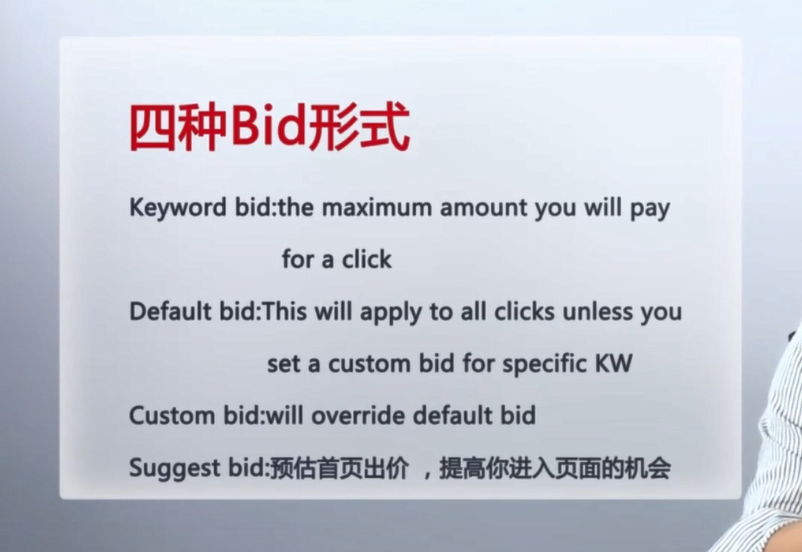 四种Bid形式
Keyword bid:the maximum amount you will pay
for a click
Default bid:This will apply to all clicks unless you
set a custom bid for specific KW
Custom bid:will override default bid
Suggest bid:预估首页出价 ，提高你进入页面的机会